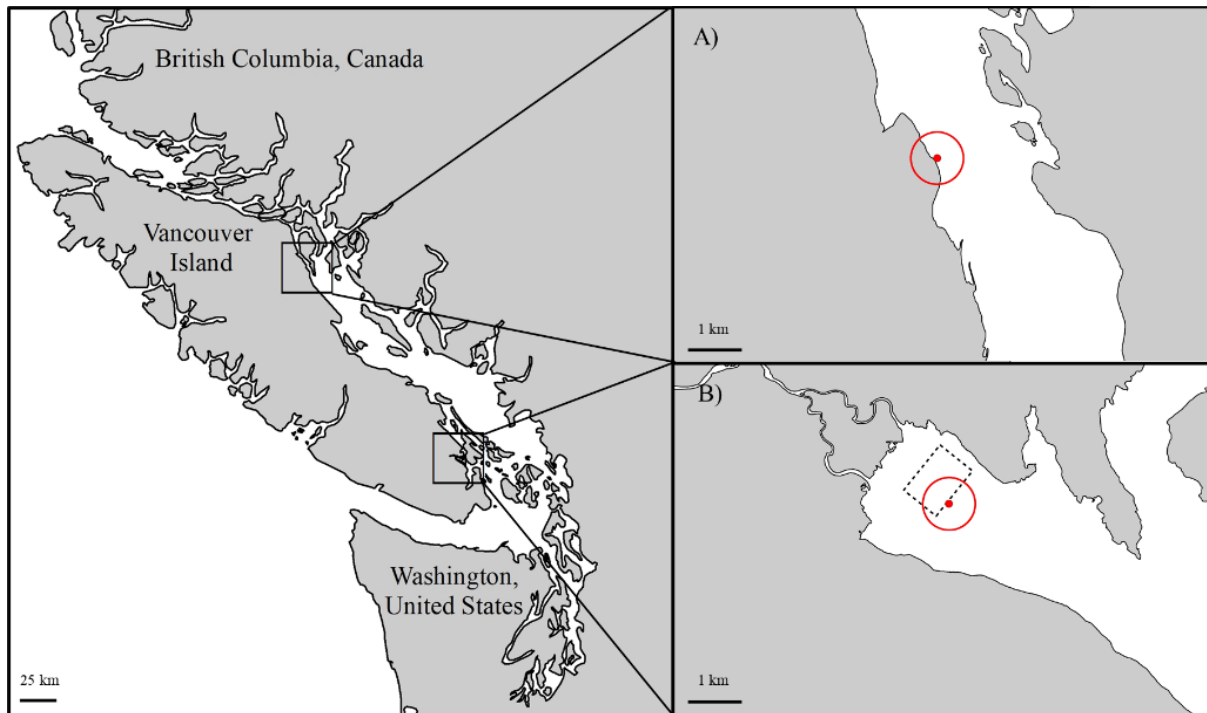 British Columbia, Canada
Vancouver
Island
Washington,
United States
25 km
A)
1 km
B)
1 km